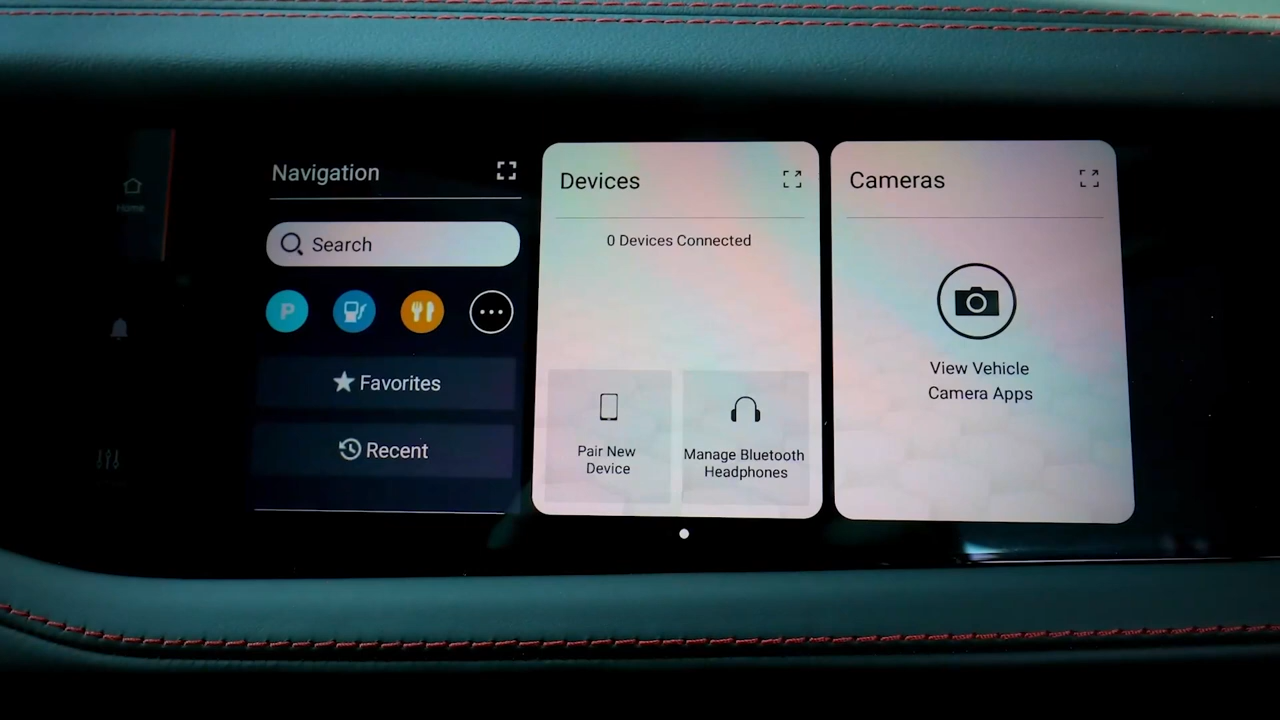 Home
Navigation
Search
P
Favorites
Recent
Devices
0 Devices Connected
Pair New
Device
Manage Bluetooth
Headphones
Cameras
View Vehicle
Camera Apps